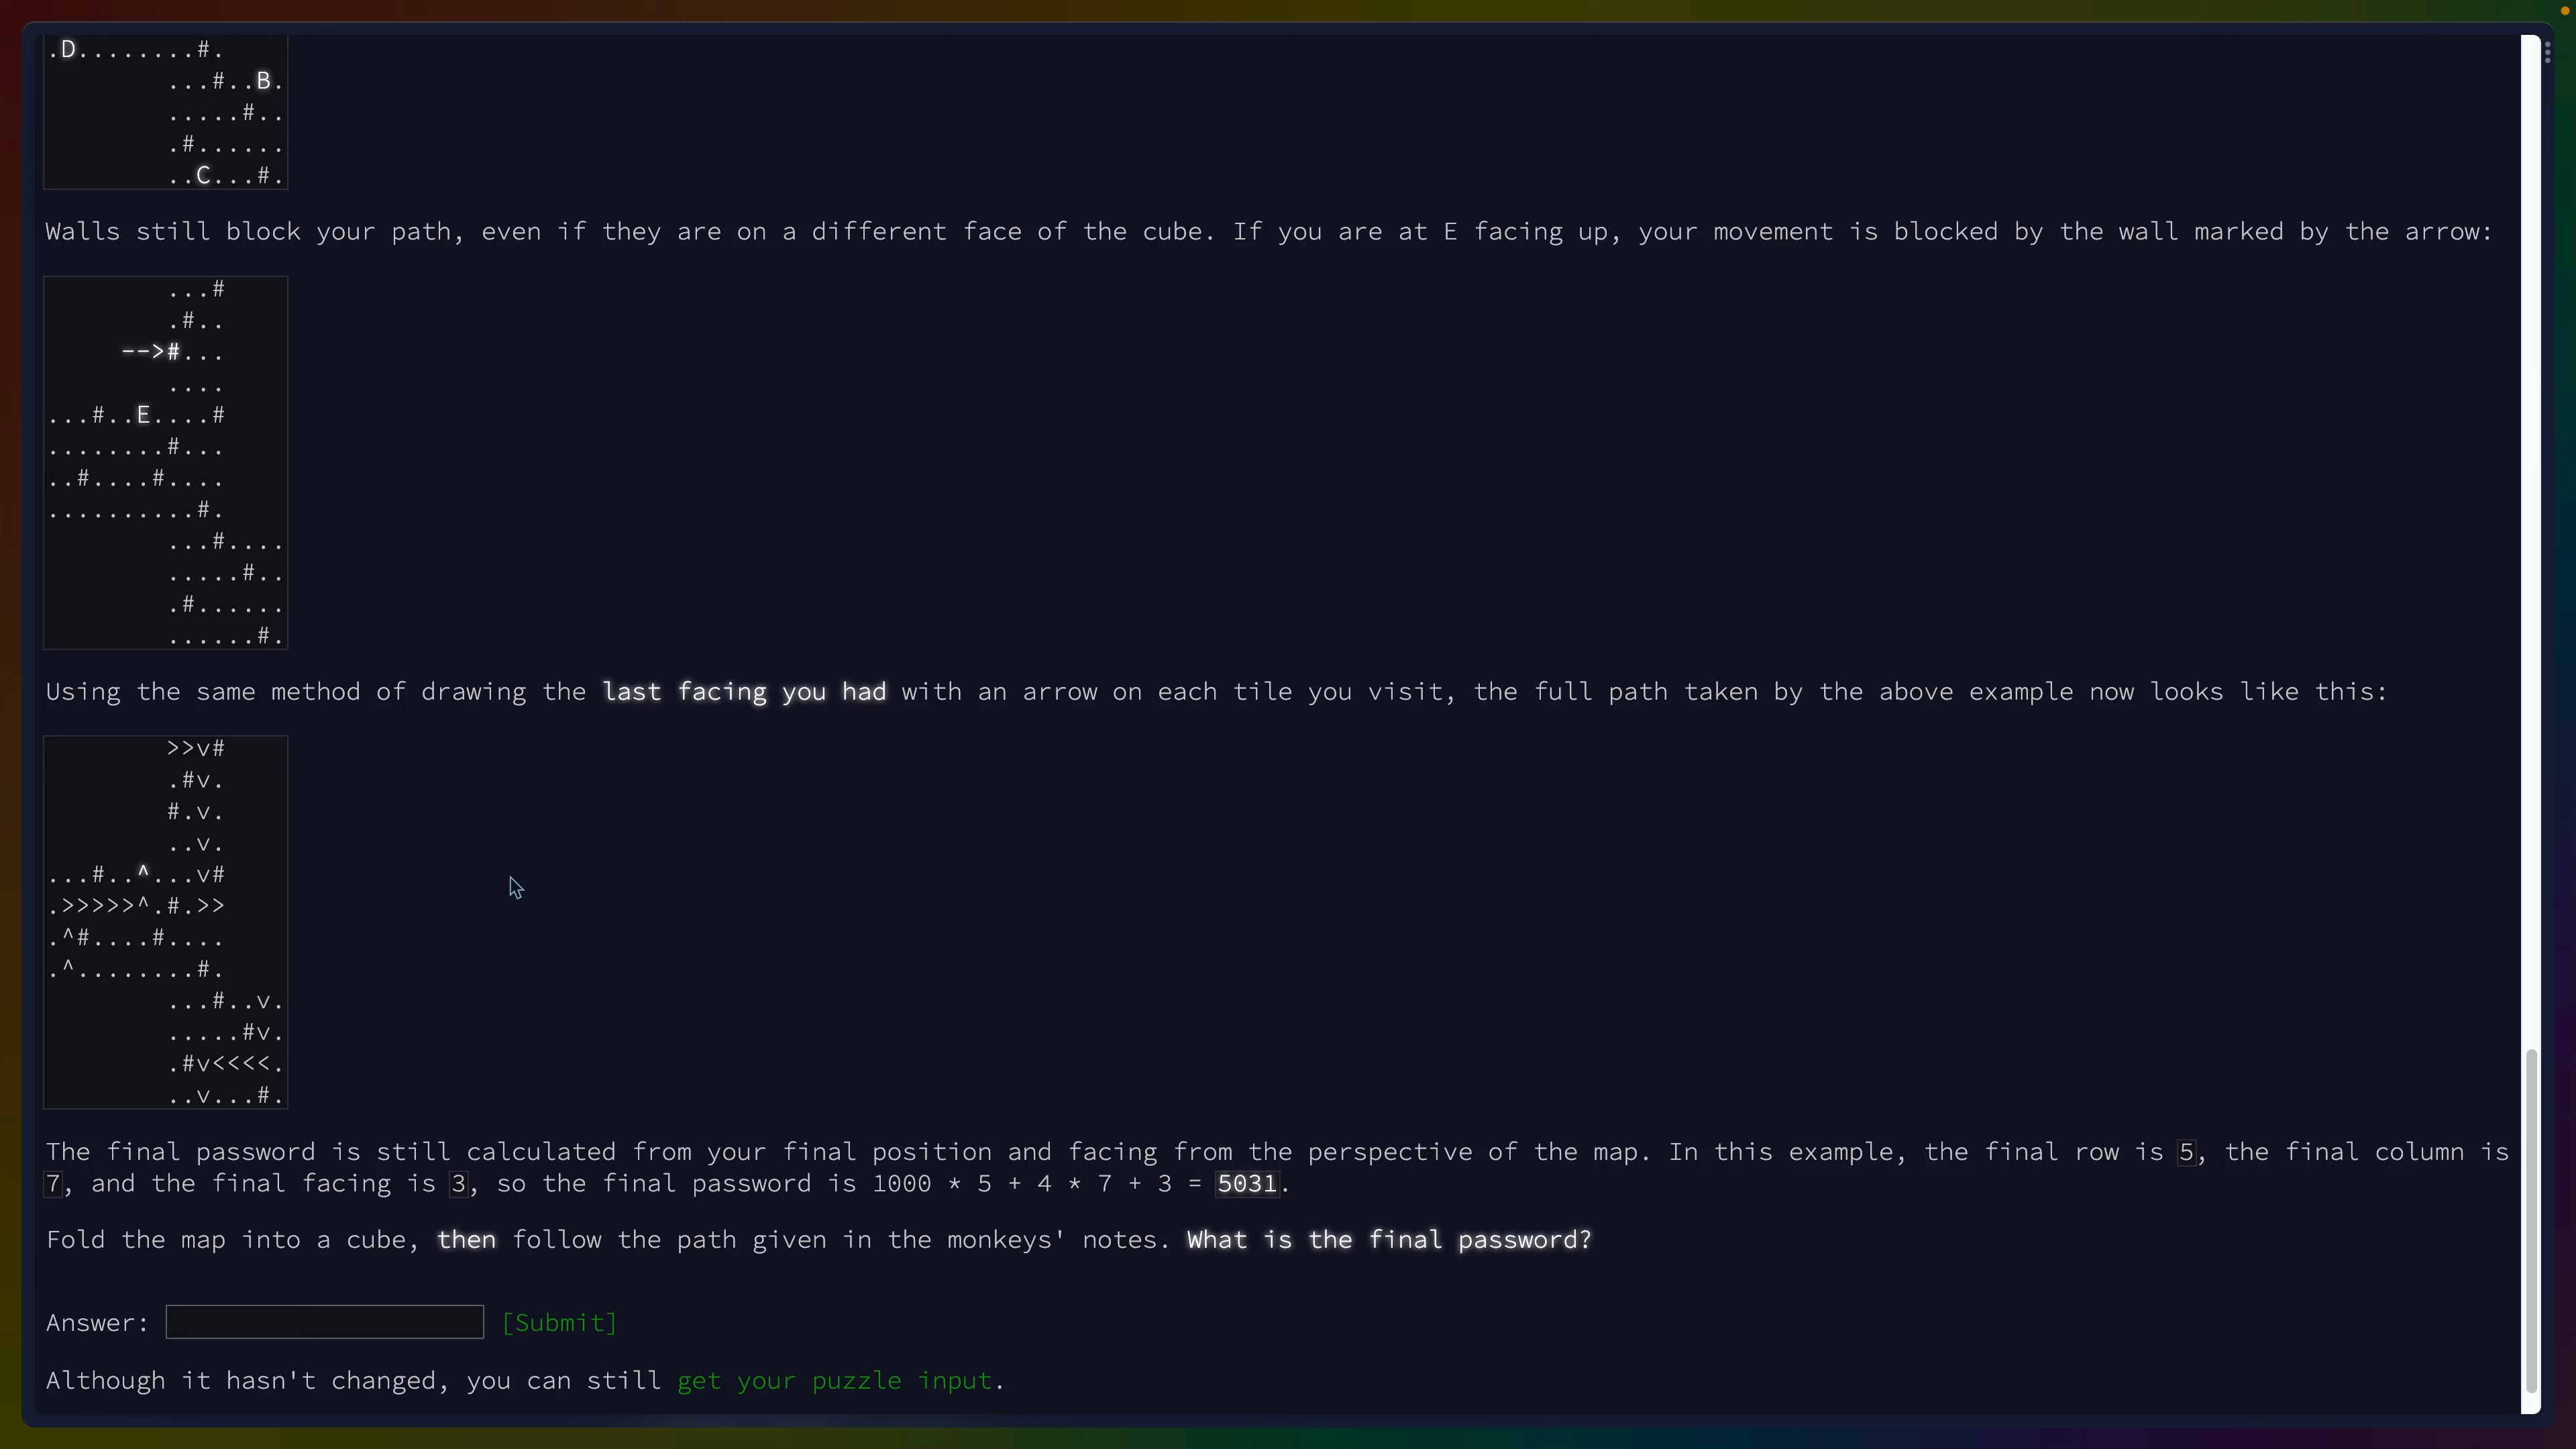 .D........#.
        ...#..B.
        .....#..
        .#......
        ..C...#.
Walls still block your path, even if they are on a different face of the cube. If you are at E facing up, your movement is blocked by the wall marked by the arrow:
        ...#
        .#..
     -->#...
        ....
...#..E....#
........#...
..#....#....
..........#.
        ...#....
        .....#..
        .#......
        ......#.
Using the same method of drawing the last facing you had with an arrow on each tile you visit, the full path taken by the above example now looks like this:
        >>v#
        .#v.
        #.v.
        ..v.
...#..^...v#
.>>>>>^.#.>>
.^#....#....
.^........#.
        ...#..v.
        .....#v.
        .#v<<<<.
        ..v...#.
The final password is still calculated from your final position and facing from the perspective of the map. In this example, the final row is 5, the final column is
7, and the final facing is 3, so the final password is 1000 * 5 + 4 * 7 + 3 = 5031.
Fold the map into a cube, then follow the path given in the monkeys' notes. What is the final password?
Answer: [Submit]
Although it hasn't changed, you can still get your puzzle input.